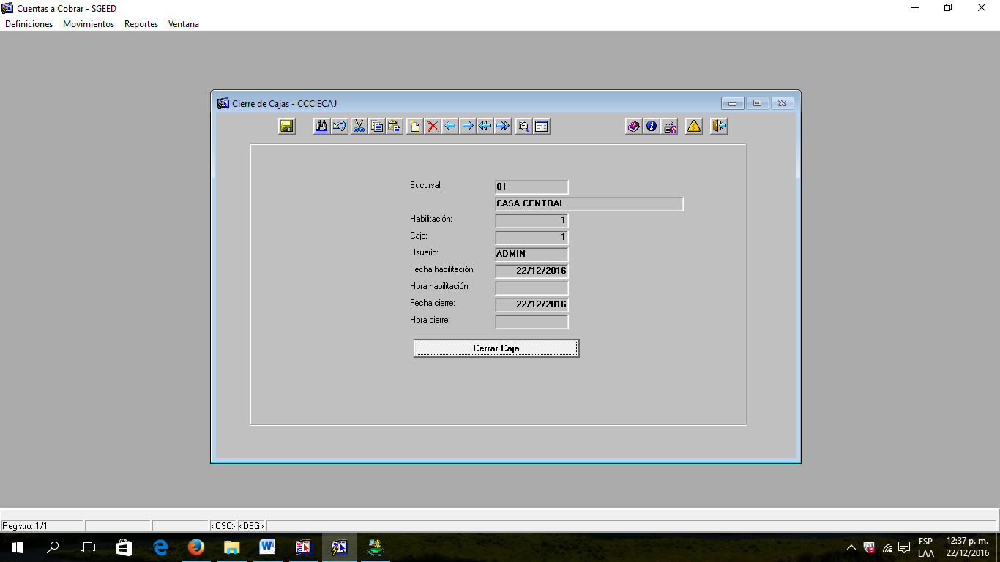 Cuentas a Cobrar - SGEED
Definiciones Movimientos Reportes Ventana
Cierre de Cajas - CCCIECAJ
Sucursal: 01
CASA CENTRAL
Habilitación: 1
Caja: 1
Usuario: ADMIN
Fecha habilitación: 22/12/2016
Hora habilitación:
Fecha cierre: 22/12/2016
Hora cierre:
Cerrar Caja
Registro: 1/1 <OSC> <DBG>
ESP 12:37 p. m.
LAA 22/12/2016